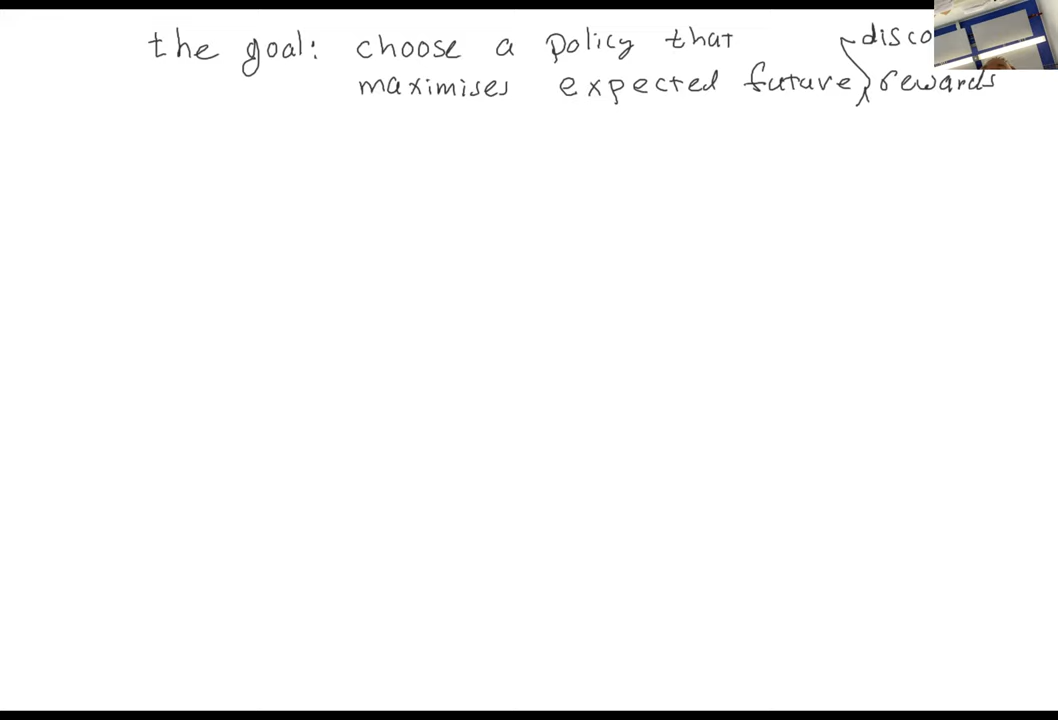 the goal: choose a policy that
maximises expected future rewards